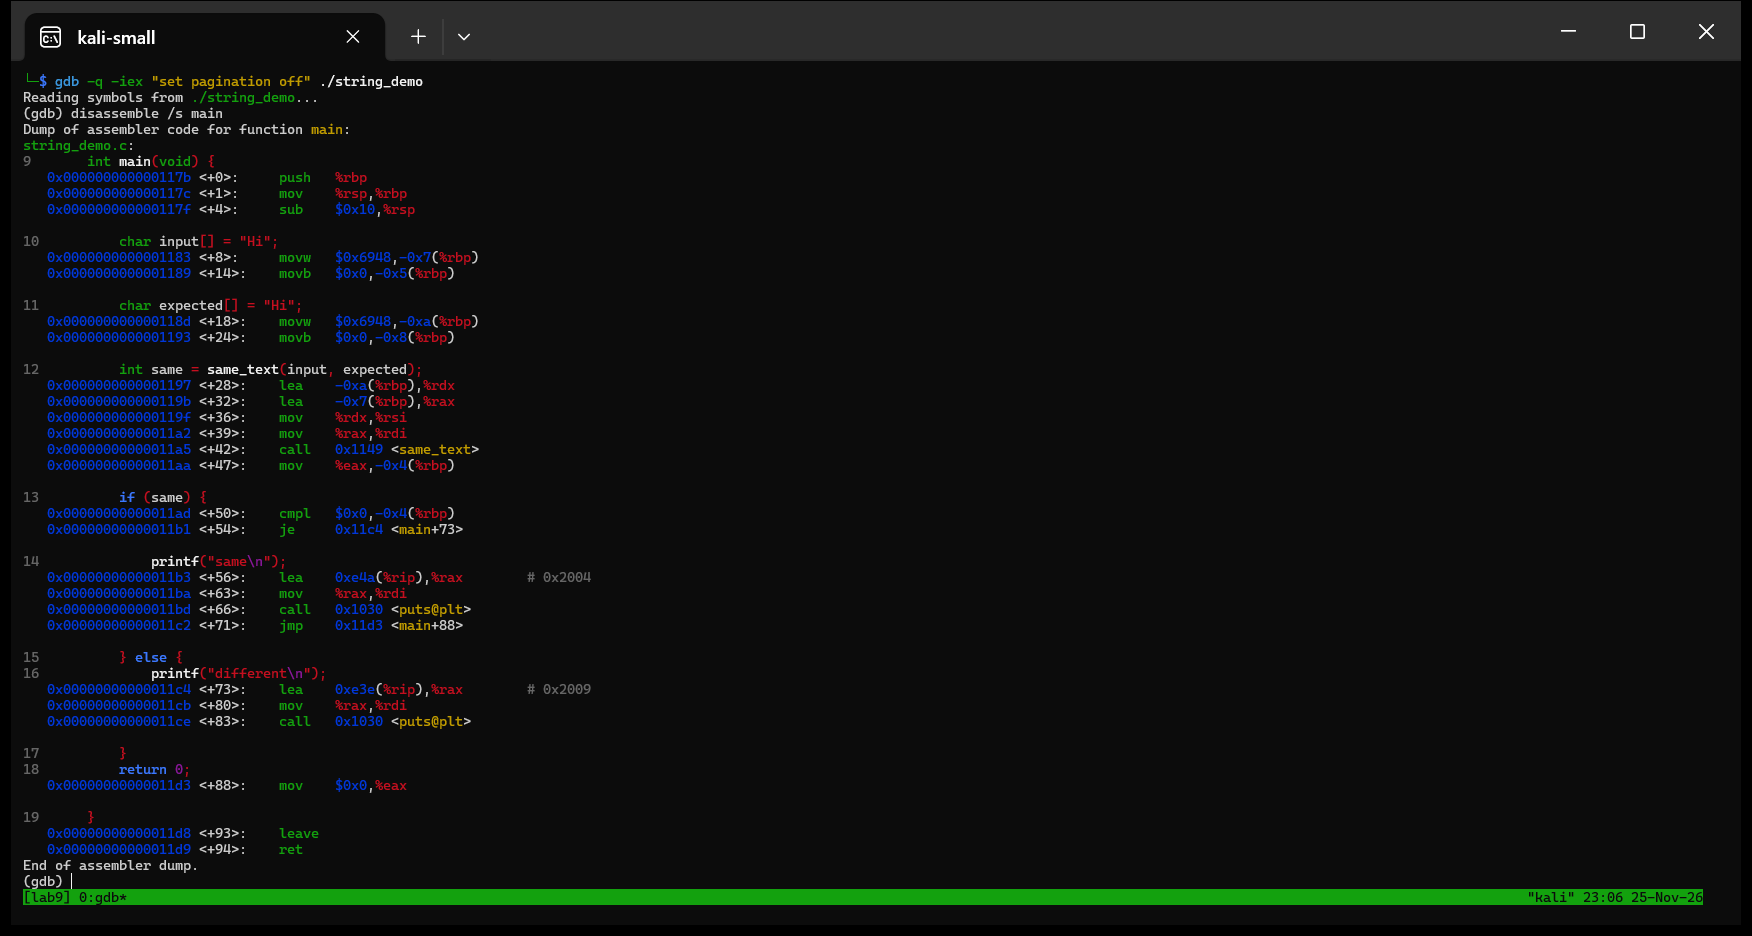 kali-small
└─$ gdb -q -iex "set pagination off" ./string_demo
Reading symbols from ./string_demo...
(gdb) disassemble /s main
Dump of assembler code for function main:
string_demo.c:
9       int main(void) {
   0x000000000000117b <+0>:     push   %rbp
   0x000000000000117c <+1>:     mov    %rsp,%rbp
   0x000000000000117f <+4>:     sub    $0x10,%rsp

10          char input[] = "Hi";
   0x0000000000001183 <+8>:     movw   $0x6948,-0x7(%rbp)
   0x0000000000001189 <+14>:    movb   $0x0,-0x5(%rbp)

11          char expected[] = "Hi";
   0x000000000000118d <+18>:    movw   $0x6948,-0xa(%rbp)
   0x0000000000001193 <+24>:    movb   $0x0,-0x8(%rbp)

12          int same = same_text(input, expected);
   0x0000000000001197 <+28>:    lea    -0xa(%rbp),%rdx
   0x000000000000119b <+32>:    lea    -0x7(%rbp),%rax
   0x000000000000119f <+36>:    mov    %rdx,%rsi
   0x00000000000011a2 <+39>:    mov    %rax,%rdi
   0x00000000000011a5 <+42>:    call   0x1149 <same_text>
   0x00000000000011aa <+47>:    mov    %eax,-0x4(%rbp)

13          if (same) {
   0x00000000000011ad <+50>:    cmpl   $0x0,-0x4(%rbp)
   0x00000000000011b1 <+54>:    je     0x11c4 <main+73>

14              printf("same\n");
   0x00000000000011b3 <+56>:    lea    0xe4a(%rip),%rax        # 0x2004
   0x00000000000011ba <+63>:    mov    %rax,%rdi
   0x00000000000011bd <+66>:    call   0x1030 <puts@plt>
   0x00000000000011c2 <+71>:    jmp    0x11d3 <main+88>

15          } else {
16              printf("different\n");
   0x00000000000011c4 <+73>:    lea    0xe3e(%rip),%rax        # 0x2009
   0x00000000000011cb <+80>:    mov    %rax,%rdi
   0x00000000000011ce <+83>:    call   0x1030 <puts@plt>

17          }
18          return 0;
   0x00000000000011d3 <+88>:    mov    $0x0,%eax

19      }
   0x00000000000011d8 <+93>:    leave
   0x00000000000011d9 <+94>:    ret
End of assembler dump.
(gdb)
[lab9] 0:gdb* "kali" 23:06 25-Nov-26